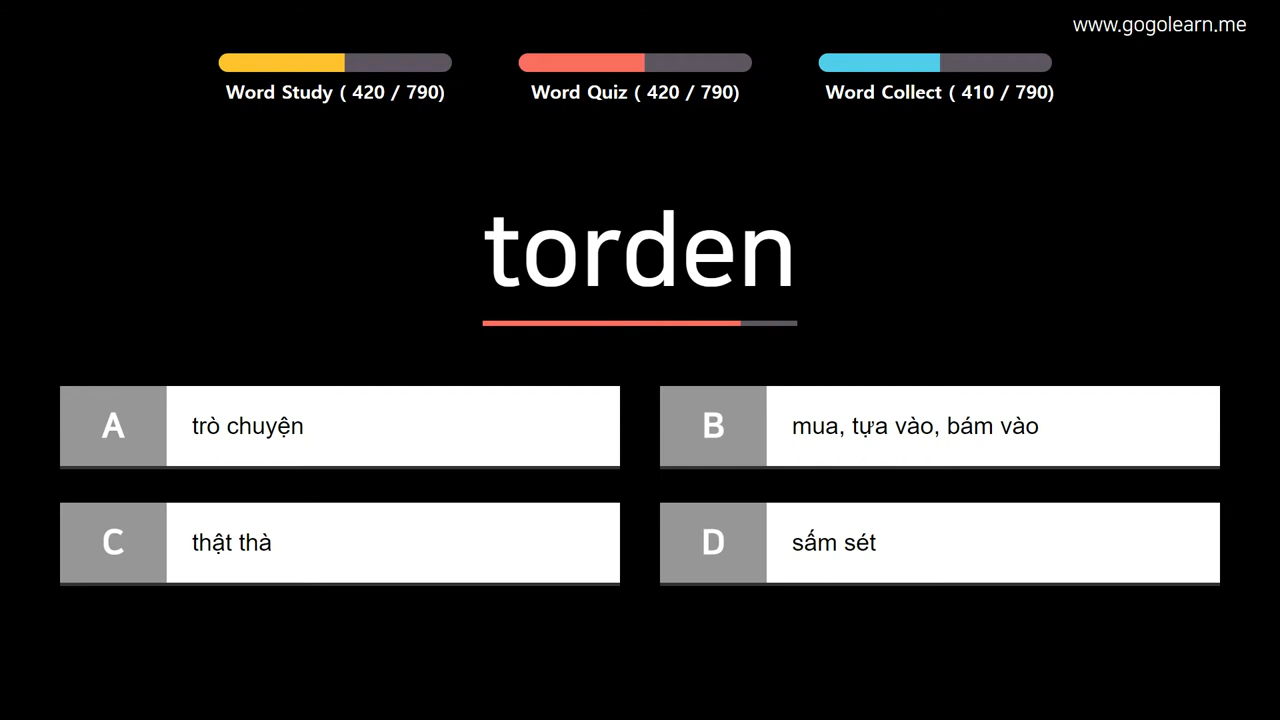 www.gogolearn.me
Word Study ( 420 / 790)
Word Quiz ( 420 / 790)
Word Collect ( 410 / 790)
torden
A
trò chuyện
B
mua, tựa vào, bám vào
C
thật thà
D
sấm sét